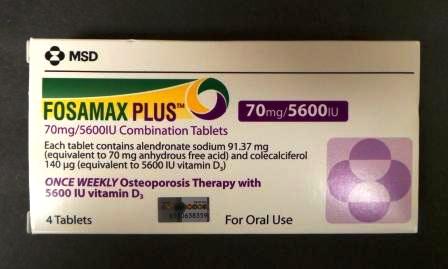 MSD
FOSAMAX PLUS™
70mg/5600IU
70mg/5600IU Combination Tablets
Each tablet contains alendronate sodium 91.37 mg
(equivalent to 70 mg anhydrous free acid) and colecalciferol
140 µg (equivalent to 5600 IU vitamin D₃)
ONCE WEEKLY Osteoporosis Therapy with
5600 IU vitamin D₃
4 Tablets
For Oral Use